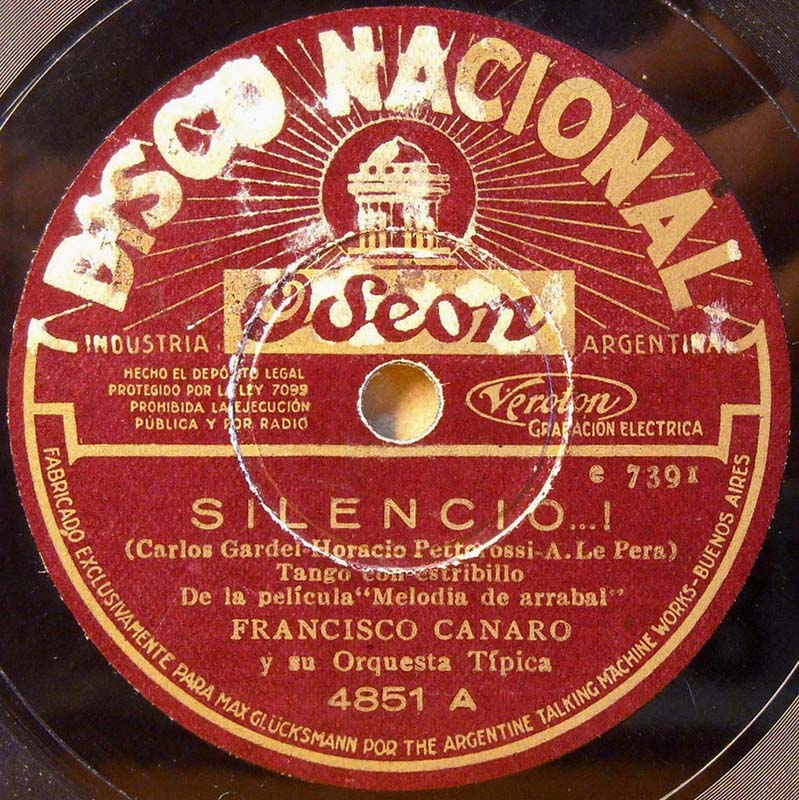 DISCO NACIONAL
Odeon
INDUSTRIA ARGENTINA
HECHO EL DEPÓSITO LEGAL
PROTEGIDO POR LA LEY 7099
PROHIBIDA LA EJECUCIÓN
PÚBLICA Y POR RADIO
Veroton
GRABACIÓN ELECTRICA
e 7391
SILENCIO...!
(Carlos Gardel-Horacio Pettorossi-A. Le Pera)
Tango con estribillo
De la película "Melodia de arrabal"
FRANCISCO CANARO
y su Orquesta Típica
4851 A
FABRICADO EXCLUSIVAMENTE PARA MAX GLÜCKSMANN POR THE ARGENTINE TALKING MACHINE WORKS-BUENOS AIRES